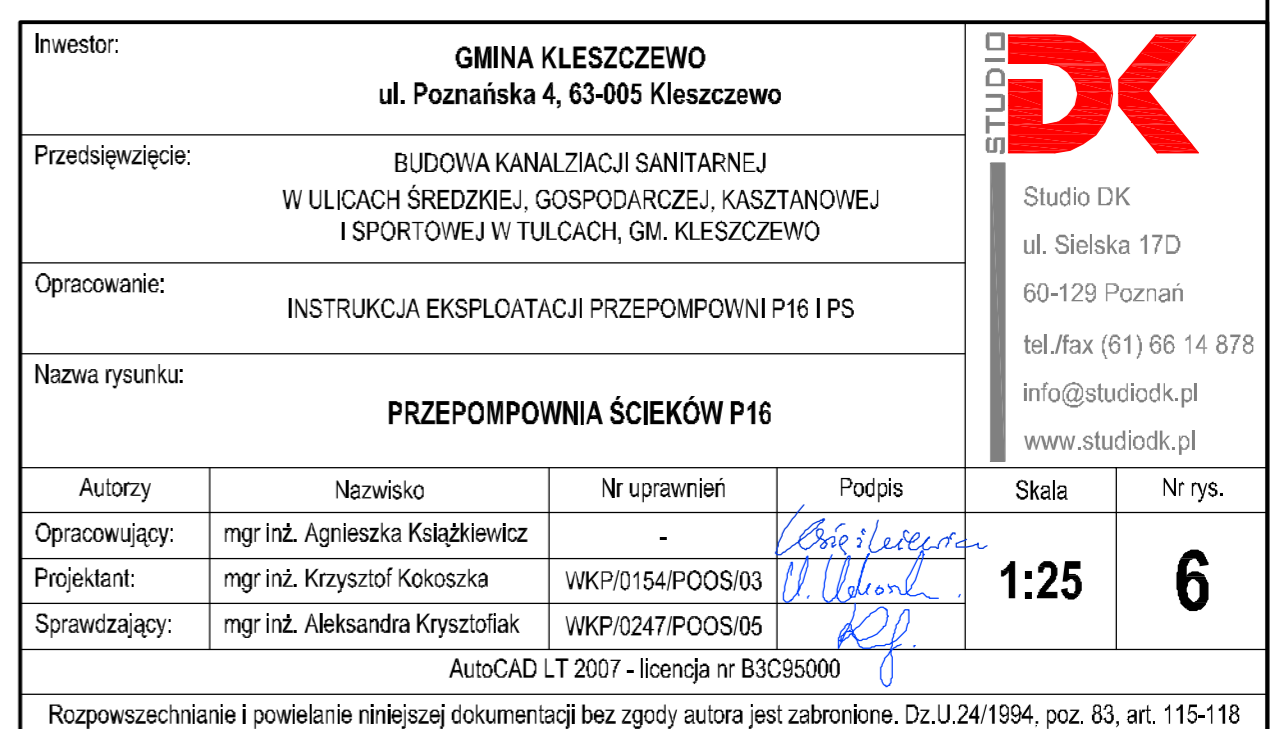 Inwestor:
GMINA KLESZCZEWO
ul. Poznańska 4, 63-005 Kleszczewo
Przedsięwzięcie:
BUDOWA KANALZIACJI SANITARNEJ
W ULICACH ŚREDZKIEJ, GOSPODARCZEJ, KASZTANOWEJ
I SPORTOWEJ W TULCACH, GM. KLESZCZEWO
Opracowanie:
INSTRUKCJA EKSPLOATACJI PRZEPOMPOWNI P16 I PS
Nazwa rysunku:
PRZEPOMPOWNIA ŚCIEKÓW P16
STUDIO DK
Studio DK
ul. Sielska 17D
60-129 Poznań
tel./fax (61) 66 14 878
info@studiodk.pl
www.studiodk.pl
Autorzy Nazwisko Nr uprawnień Podpis Skala Nr rys.
Opracowujący: mgr inż. Agnieszka Książkiewicz -
Projektant: mgr inż. Krzysztof Kokoszka WKP/0154/POOS/03 1:25 6
Sprawdzający: mgr inż. Aleksandra Krysztofiak WKP/0247/POOS/05
AutoCAD LT 2007 - licencja nr B3C95000
Rozpowszechnianie i powielanie niniejszej dokumentacji bez zgody autora jest zabronione. Dz.U.24/1994, poz. 83, art. 115-118